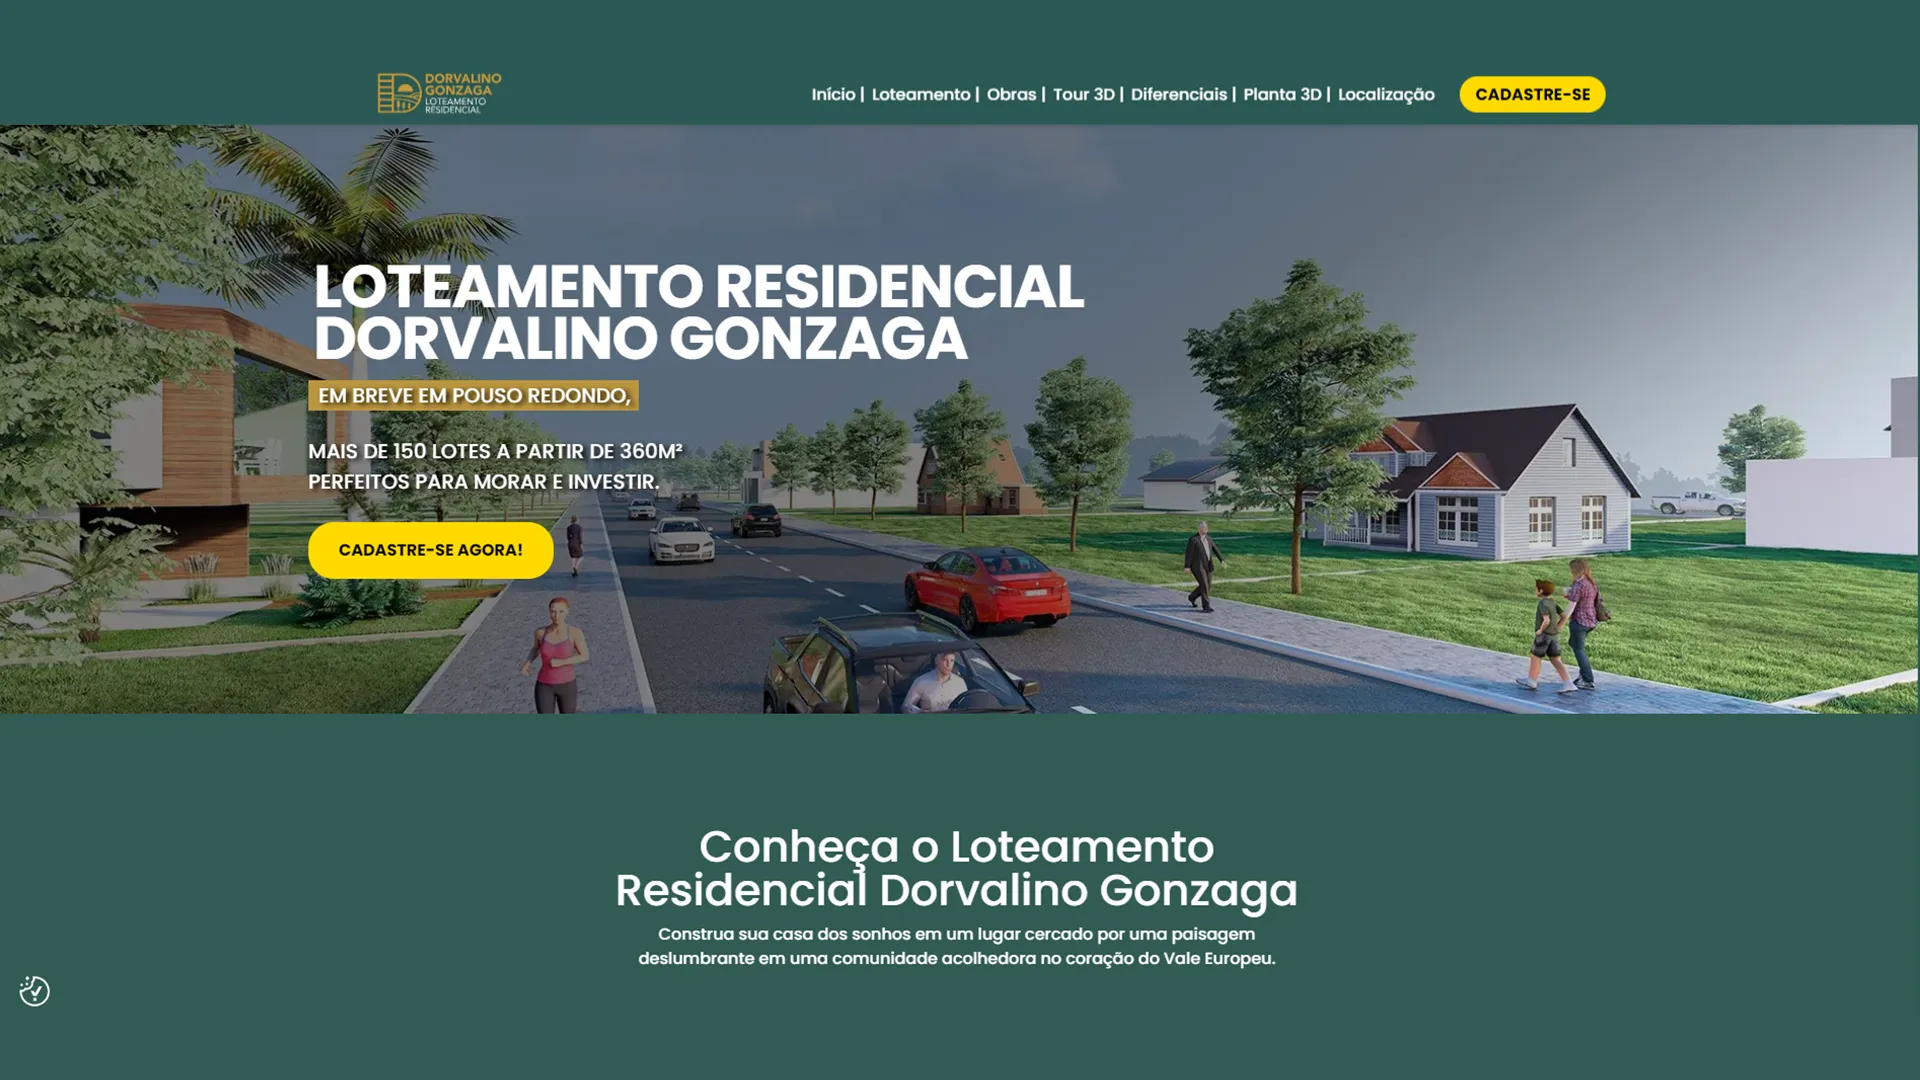 DORVALINO
GONZAGA
LOTEAMENTO
RESIDENCIAL
Início | Loteamento | Obras | Tour 3D | Diferenciais | Planta 3D | Localização
CADASTRE-SE
LOTEAMENTO RESIDENCIAL
DORVALINO GONZAGA
EM BREVE EM POUSO REDONDO,
MAIS DE 150 LOTES A PARTIR DE 360M²
PERFEITOS PARA MORAR E INVESTIR.
CADASTRE-SE AGORA!
Conheça o Loteamento
Residencial Dorvalino Gonzaga
Construa sua casa dos sonhos em um lugar cercado por uma paisagem
deslumbrante em uma comunidade acolhedora no coração do Vale Europeu.